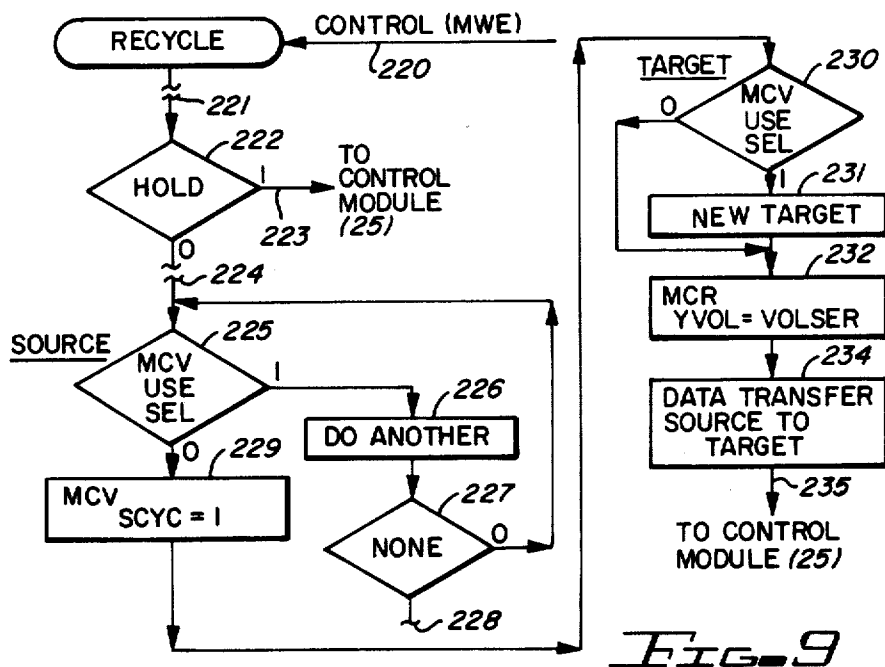 RECYCLE
CONTROL (MWE)
220
221
222
HOLD
1
0
223
TO
CONTROL
MODULE
(25)
224
SOURCE
225
MCV
USE
SEL
1
0
226
DO ANOTHER
227
NONE
0
228
229
MCV
SCYC = 1
TARGET
230
MCV
USE
SEL
0
1
231
NEW TARGET
232
MCR
YVOL = VOLSER
234
DATA TRANSFER
SOURCE TO
TARGET
235
TO CONTROL
MODULE (25)
FIG-9